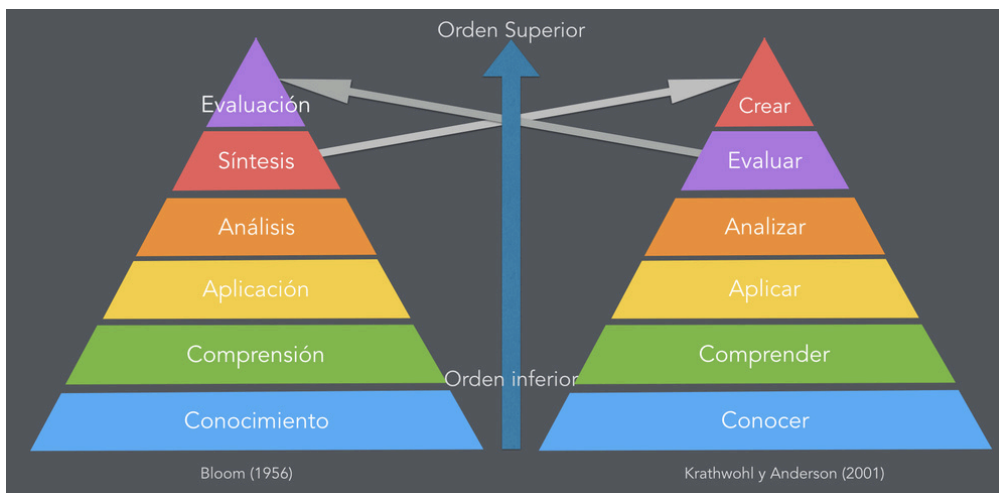 Orden Superior
Evaluación
Síntesis
Análisis
Aplicación
Comprensión
Conocimiento
Bloom (1956)
Orden inferior
Crear
Evaluar
Analizar
Aplicar
Comprender
Conocer
Krathwohl y Anderson (2001)